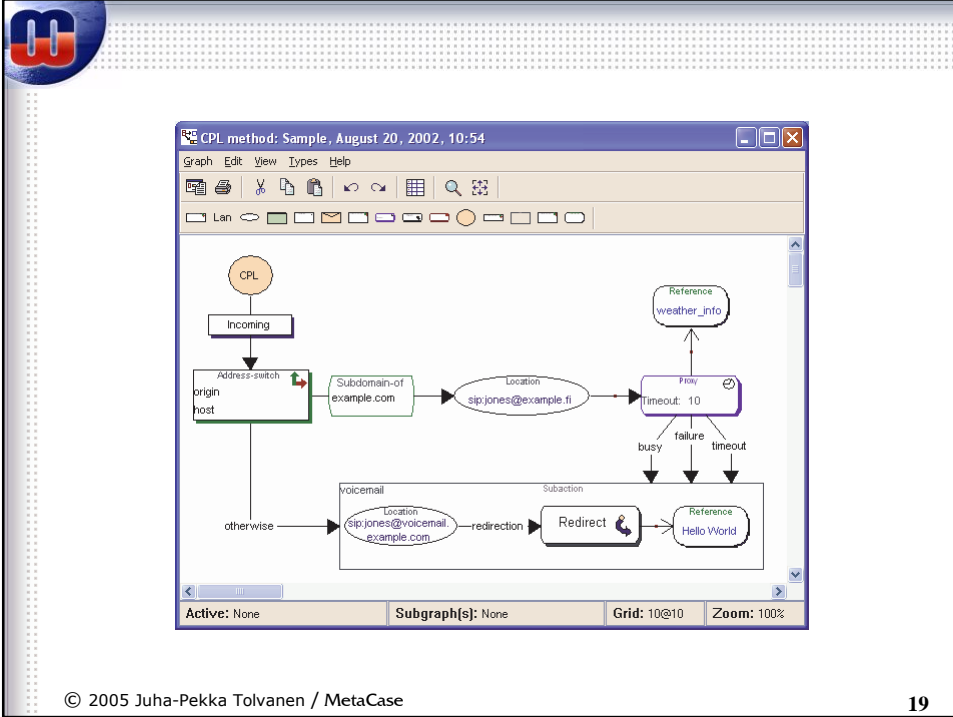 CPL method: Sample, August 20, 2002, 10:54
Graph Edit View Types Help
Lan
CPL
Incoming
Address-switch
origin
host
Subdomain-of
example.com
Location
sip:jones@example.fi
Reference
weather_info
Proxy
Timeout: 10
busy
failure
timeout
otherwise
voicemail
Subaction
Location
sip:jones@voicemail.
example.com
redirection
Redirect
Reference
Hello World
Active: None
Subgraph(s): None
Grid: 10@10
Zoom: 100%
© 2005 Juha-Pekka Tolvanen / MetaCase
19